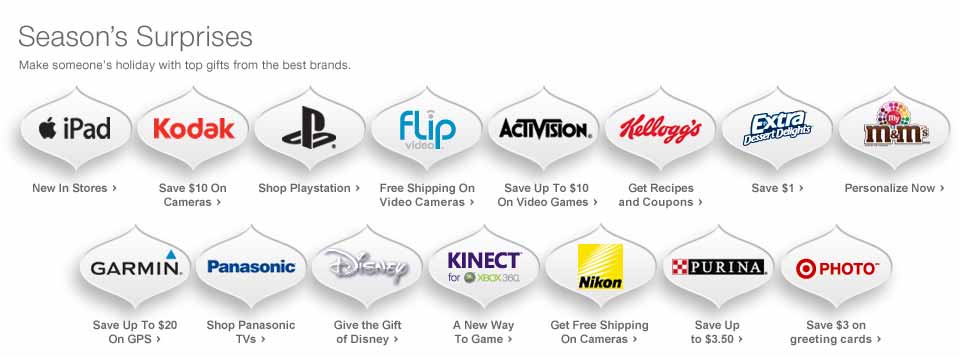 Season's Surprises
Make someone's holiday with top gifts from the best brands.
iPad
Kodak
flip
video
ACTIVISION
Kellogg's
Extra
Dessert Delights
My
m&m's
New In Stores ›
Save $10 On
Cameras ›
Shop Playstation ›
Free Shipping On
Video Cameras ›
Save Up To $10
On Video Games ›
Get Recipes
and Coupons ›
Save $1 ›
Personalize Now ›
GARMIN
Panasonic
Disney
KINECT™
for XBOX 360.
Nikon
PURINA
PHOTO
Save Up To $20
On GPS ›
Shop Panasonic
TVs ›
Give the Gift
of Disney ›
A New Way
To Game ›
Get Free Shipping
On Cameras ›
Save Up
to $3.50 ›
Save $3 on
greeting cards ›